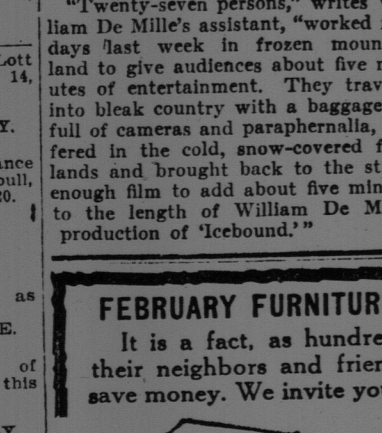 "Twenty-seven persons," writes
liam De Mille's assistant, "worked
days last week in frozen moun
land to give audiences about five
utes of entertainment. They trav
into bleak country with a baggage
full of cameras and paraphernalla,
fered in the cold, snow-covered f
lands and brought back to the st
enough film to add about five min
to the length of William De M
production of 'Icebound.'"
Lott
14,
Y.
ance
bull,
20.
as
E.
of
this
Y
FEBRUARY FURNITUR
It is a fact, as hundre
their neighbors and frien
save money. We invite you